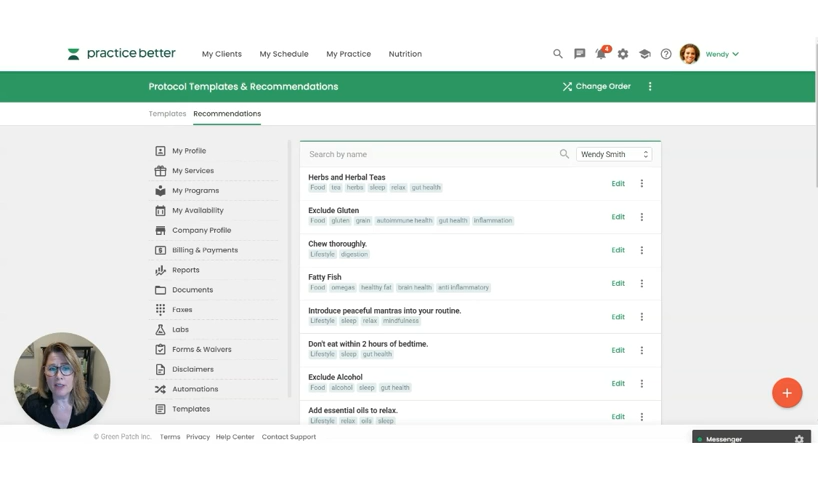 practice better
My Clients My Schedule My Practice Nutrition
4
Wendy
Protocol Templates & Recommendations
Change Order
Templates Recommendations
My Profile
My Services
My Programs
My Availability
Company Profile
Billing & Payments
Reports
Documents
Faxes
Labs
Forms & Waivers
Disclaimers
Automations
Templates
Search by name
Wendy Smith
Herbs and Herbal Teas
Food tea herbs sleep relax gut health
Edit
Exclude Gluten
Food gluten grain autoimmune health gut health inflammation
Edit
Chew thoroughly.
Lifestyle digestion
Edit
Fatty Fish
Food omegas healthy fat brain health anti inflammatory
Edit
Introduce peaceful mantras into your routine.
Lifestyle sleep relax mindfulness
Edit
Don't eat within 2 hours of bedtime.
Lifestyle sleep gut health
Edit
Exclude Alcohol
Food alcohol sleep gut health
Edit
Add essential oils to relax.
Lifestyle relax oils sleep
Edit
© Green Patch Inc. Terms Privacy Help Center Contact Support
Messenger